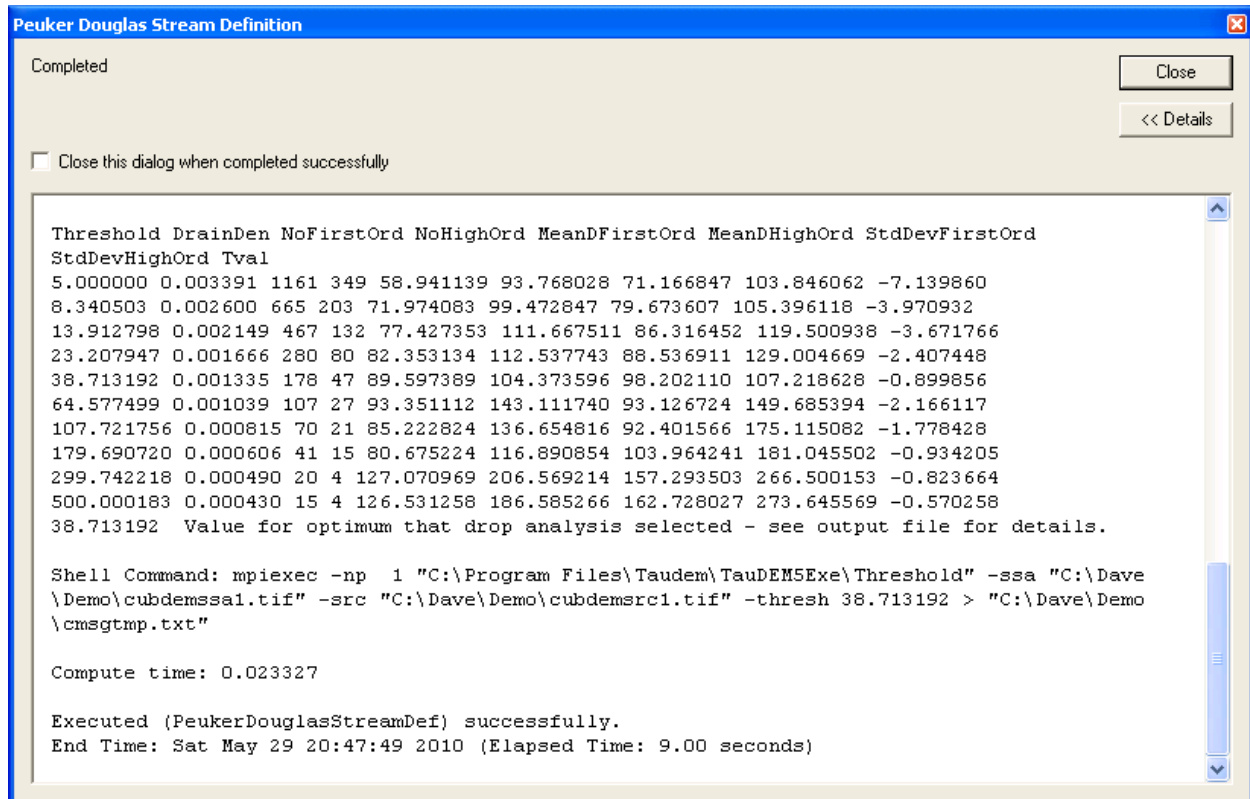 Peuker Douglas Stream Definition
Completed
Close
<< Details
Close this dialog when completed successfully
Threshold DrainDen NoFirstOrd NoHighOrd MeanDFirstOrd MeanDHighOrd StdDevFirstOrd
StdDevHighOrd Tval
5.000000 0.003391 1161 349 58.941139 93.768028 71.166847 103.846062 -7.139860
8.340503 0.002600 665 203 71.974083 99.472847 79.673607 105.396118 -3.970932
13.912798 0.002149 467 132 77.427353 111.667511 86.316452 119.500938 -3.671766
23.207947 0.001666 280 80 82.353134 112.537743 88.536911 129.004669 -2.407448
38.713192 0.001335 178 47 89.597389 104.373596 98.202110 107.218628 -0.899856
64.577499 0.001039 107 27 93.351112 143.111740 93.126724 149.685394 -2.166117
107.721756 0.000815 70 21 85.222824 136.654816 92.401566 175.115082 -1.778428
179.690720 0.000606 41 15 80.675224 116.890854 103.964241 181.045502 -0.934205
299.742218 0.000490 20 4 127.070969 206.569214 157.293503 266.500153 -0.823664
500.000183 0.000430 15 4 126.531258 186.585266 162.728027 273.645569 -0.570258
38.713192 Value for optimum that drop analysis selected - see output file for details.
Shell Command: mpiexec -np 1 "C:\Program Files\Taudem\TauDEM5Exe\Threshold" -ssa "C:\Dave
\Demo\cubdemssa1.tif" -src "C:\Dave\Demo\cubdemsrc1.tif" -thresh 38.713192 > "C:\Dave\Demo
\cmsgtmp.txt"
Compute time: 0.023327
Executed (PeukerDouglasStreamDef) successfully.
End Time: Sat May 29 20:47:49 2010 (Elapsed Time: 9.00 seconds)